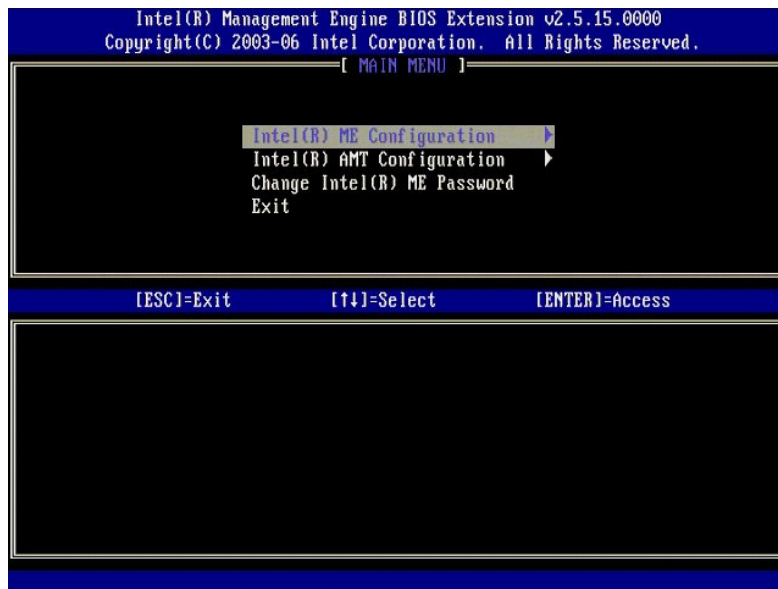 Intel(R) Management Engine BIOS Extension v2.5.15.0000
Copyright(C) 2003-06 Intel Corporation. All Rights Reserved.
[ MAIN MENU ]
Intel(R) ME Configuration
Intel(R) AMT Configuration
Change Intel(R) ME Password
Exit
[ESC]=Exit [↑↓]=Select [ENTER]=Access